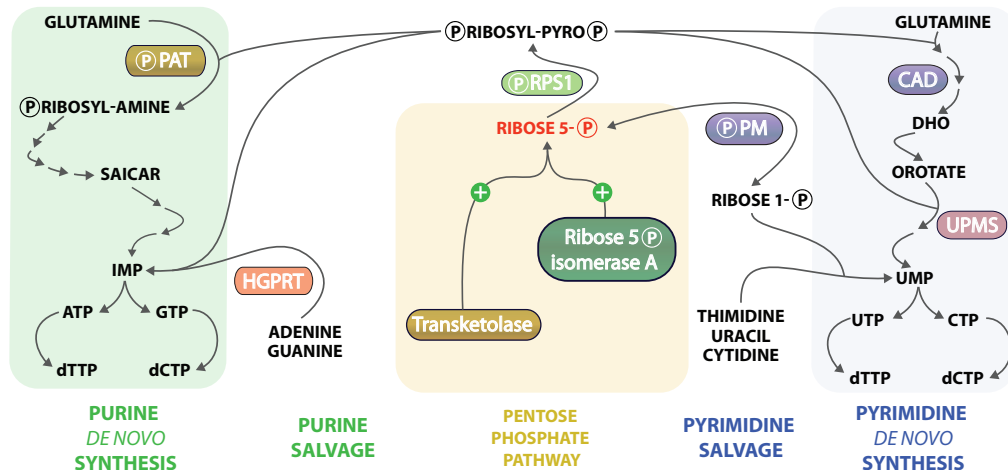 GLUTAMINE
ⓅRIBOSYL-PYROⓅ
GLUTAMINE
ⓅPAT
CAD
ⓅRPS1
ⓅRIBOSYL-AMINE
RIBOSE 5-Ⓟ
ⓅPM
DHO
SAICAR
OROTATE
+
+
RIBOSE 1-Ⓟ
UPMS
Ribose 5Ⓟ
isomerase A
IMP
HGPRT
UMP
ATP
GTP
Transketolase
ADENINE
GUANINE
THIMIDINE
URACIL
CYTIDINE
UTP
CTP
dTTP
dCTP
dTTP
dCTP
PURINE
DE NOVO
SYNTHESIS
PURINE
SALVAGE
PENTOSE
PHOSPHATE
PATHWAY
PYRIMIDINE
SALVAGE
PYRIMIDINE
DE NOVO
SYNTHESIS